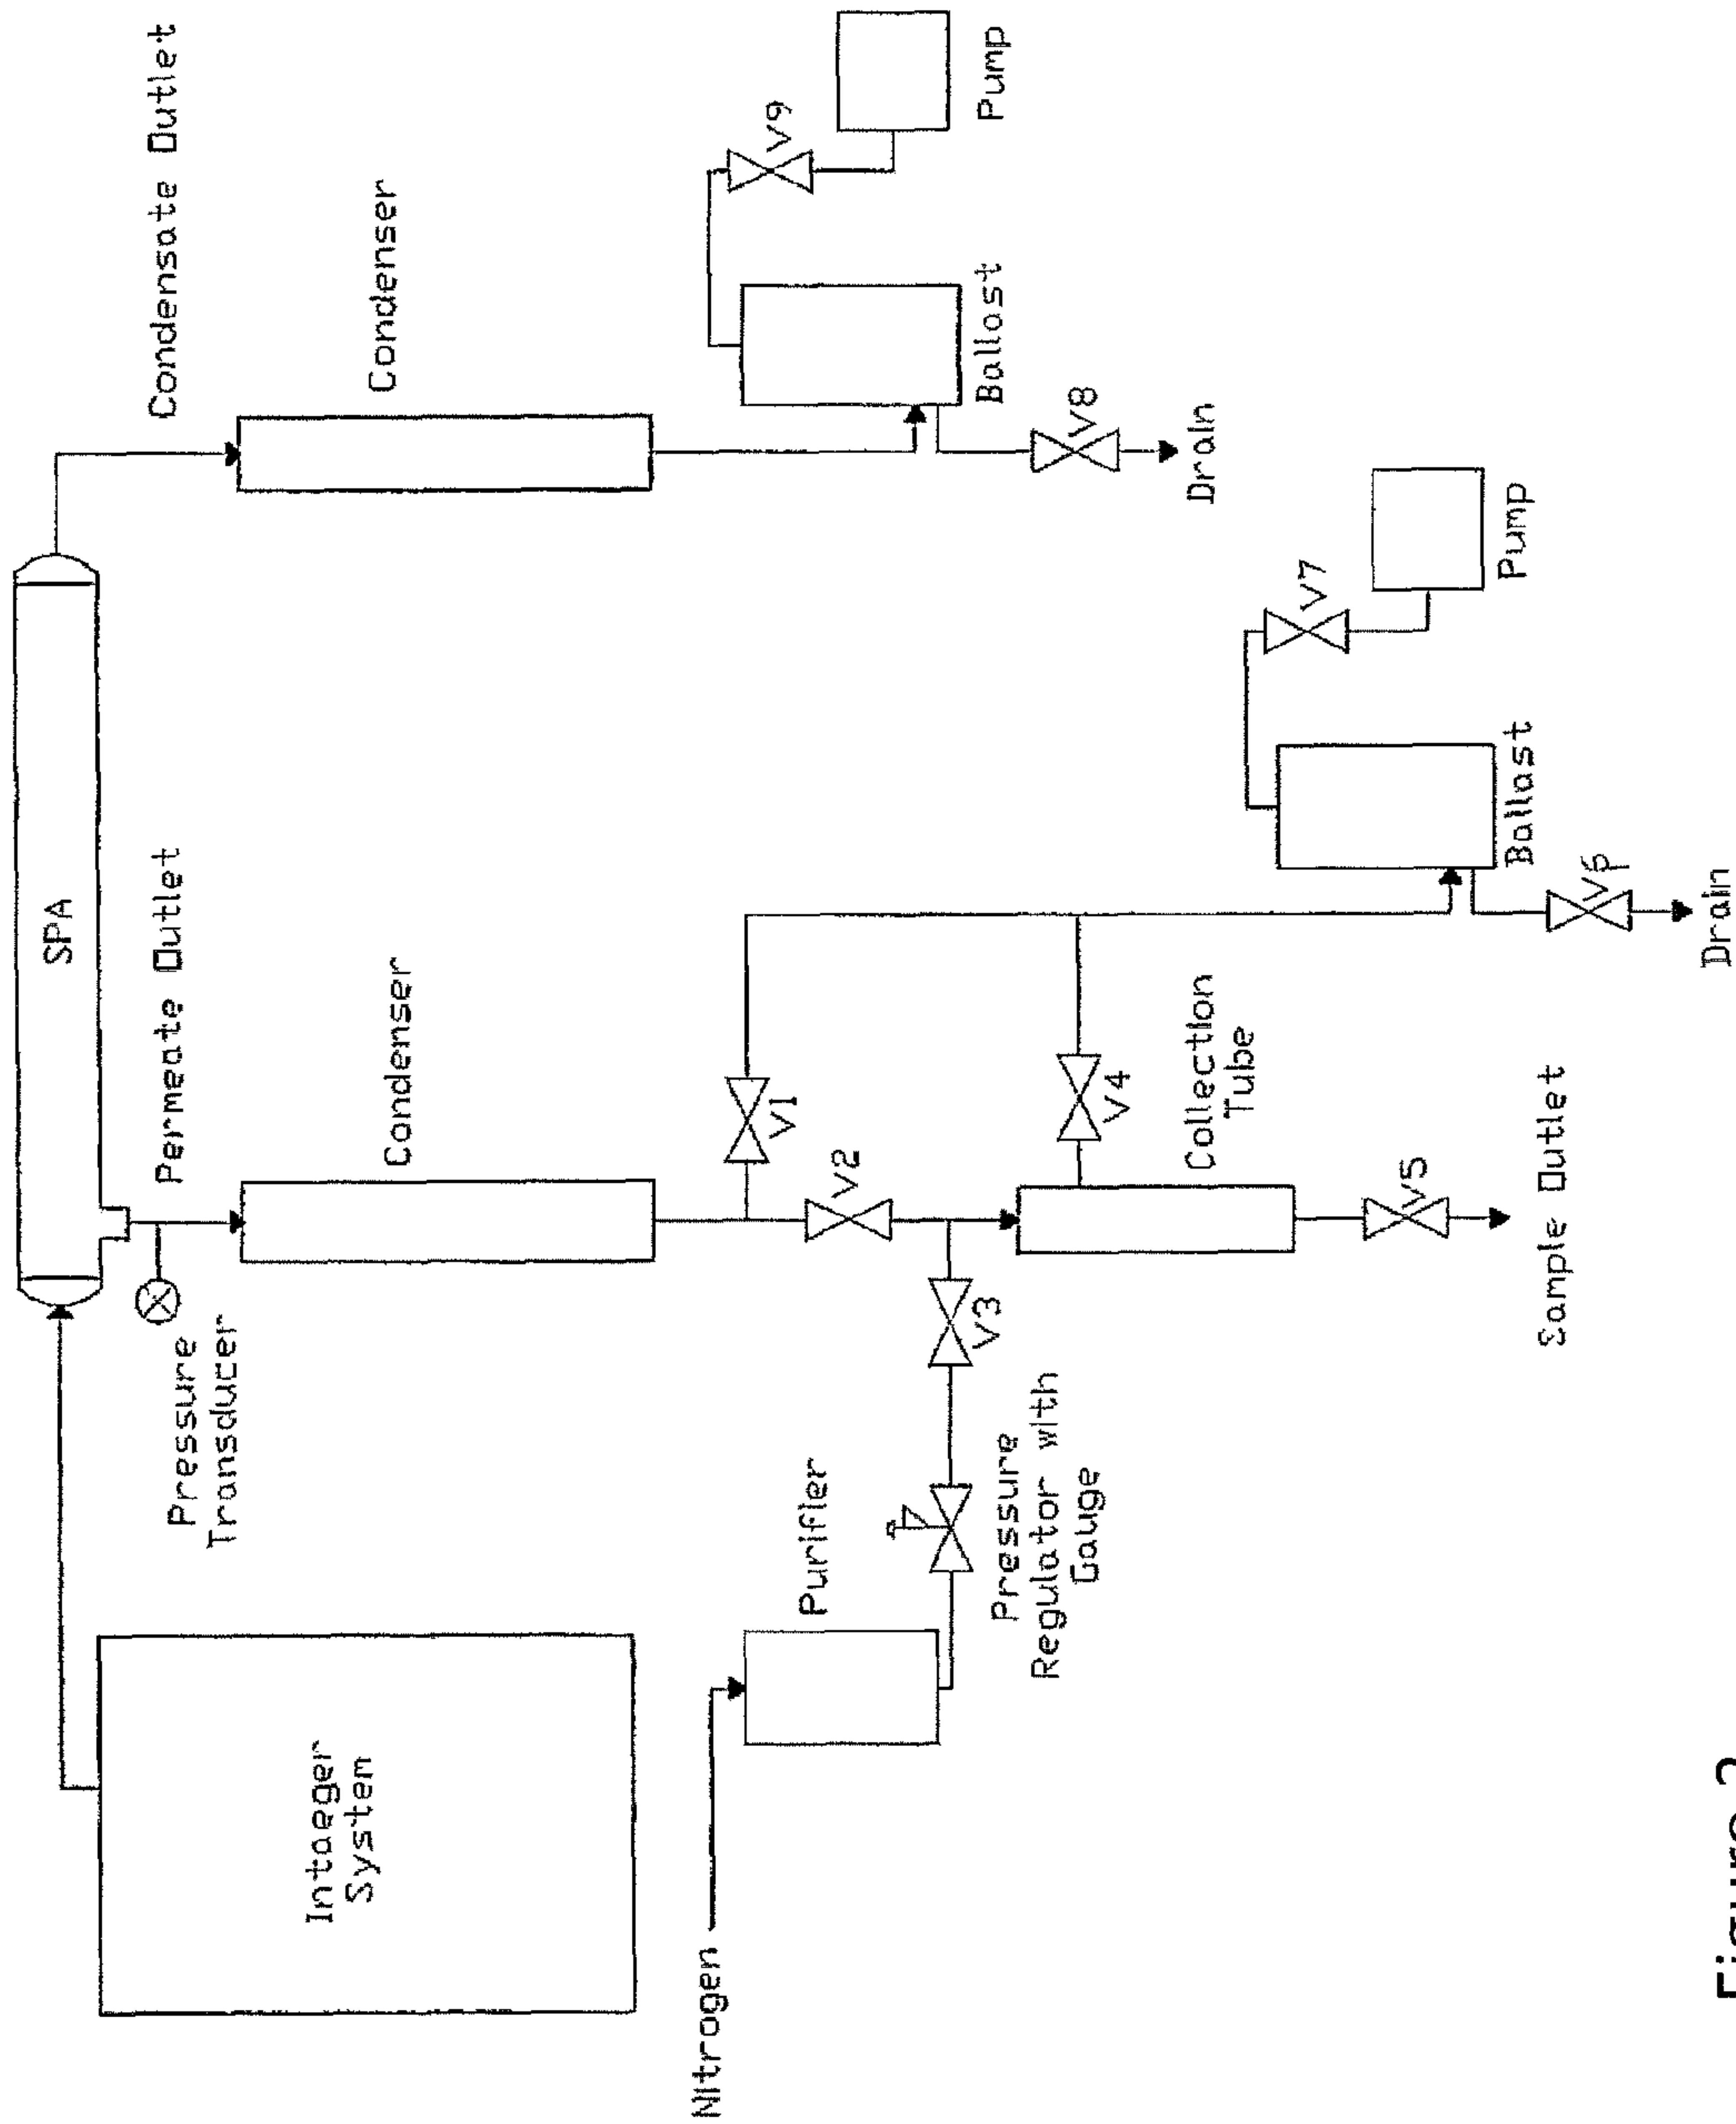 SPA
Permeate Outlet
Condensate Outlet
Pressure
Transducer
Intaeger
System
Condenser
Condenser
Nitrogen
V1
V9
Purifier
V2
V3
Ballast
Pump
Pressure
Regulator with
Gauge
V8
V4
Collection
Tube
Drain
V7
V5
Ballast
Pump
Sample Outlet
V6
Drain
Figure